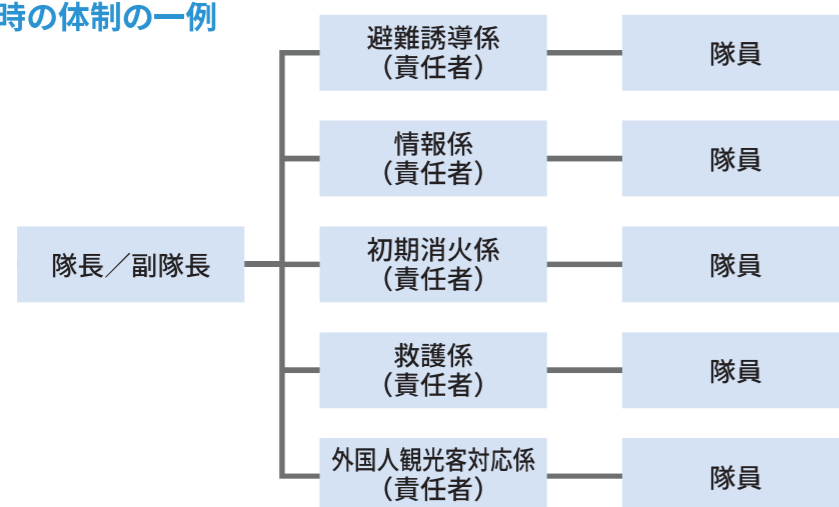 時の体制の一例
避難誘導係
（責任者）
隊員
情報係
（責任者）
隊員
隊長／副隊長
初期消火係
（責任者）
隊員
救護係
（責任者）
隊員
外国人観光客対応係
（責任者）
隊員